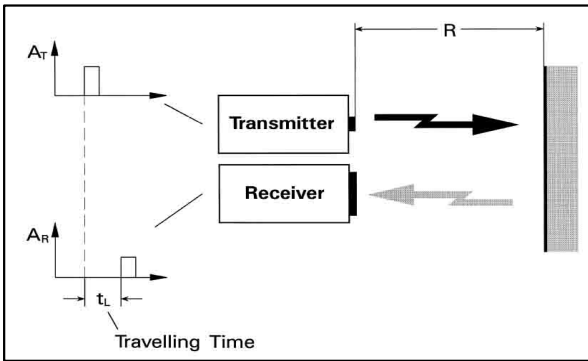 R
A_T
Transmitter
Receiver
A_R
t_L
Travelling Time